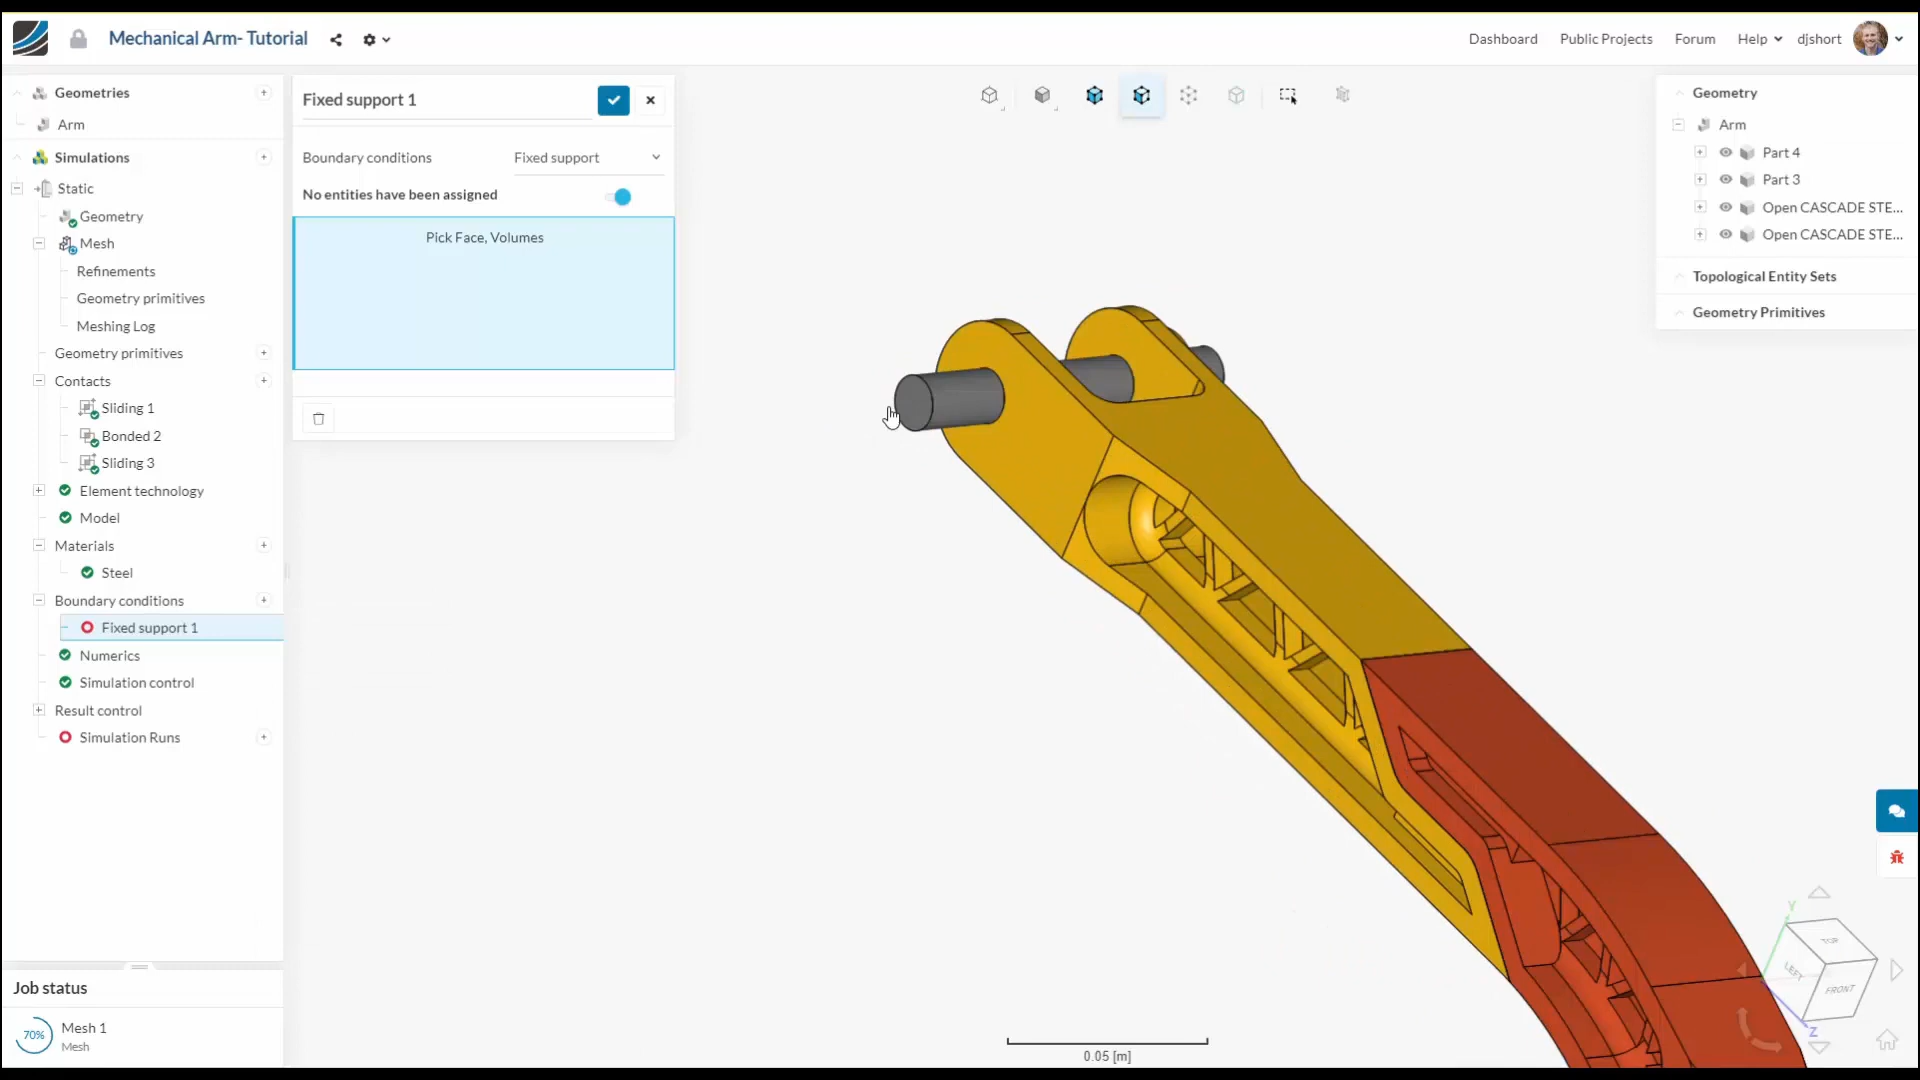 Mechanical Arm- Tutorial
Dashboard
Public Projects
Forum
Help
djshort
Geometries
Arm
Simulations
Static
Geometry
Mesh
Refinements
Geometry primitives
Meshing Log
Geometry primitives
Contacts
Sliding 1
Bonded 2
Sliding 3
Element technology
Model
Materials
Steel
Boundary conditions
Fixed support 1
Numerics
Simulation control
Result control
Simulation Runs
Job status
70%
Mesh 1
Mesh
Fixed support 1
Boundary conditions
Fixed support
No entities have been assigned
Pick Face, Volumes
0.05 [m]
Geometry
Arm
Part 4
Part 3
Open CASCADE STE...
Open CASCADE STE...
Topological Entity Sets
Geometry Primitives
Y
TOP
LEFT
FRONT
Z